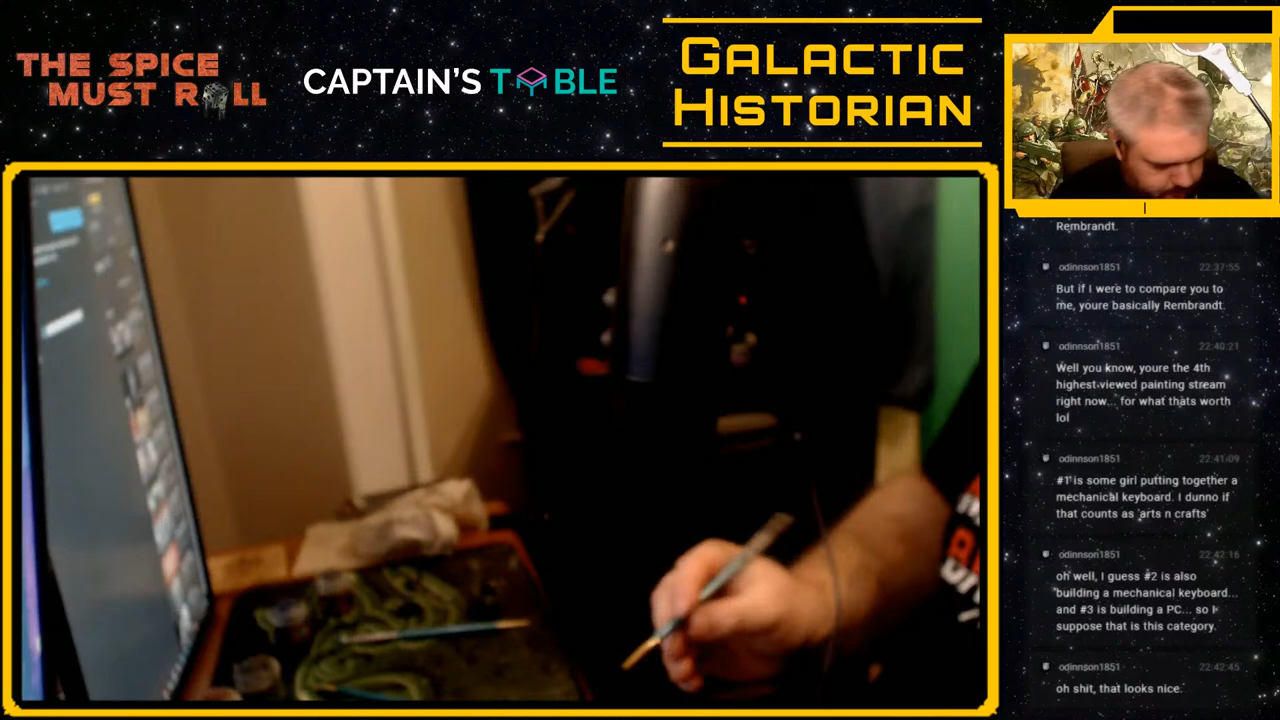 THE SPICE
MUST ROLL
CAPTAIN'S TABLE
GALACTIC
HISTORIAN
Rembrandt.
odinnson1851 22:37:55
But if I were to compare you to
me, youre basically Rembrandt.
odinnson1851 22:40:21
Well you know, youre the 4th
highest viewed painting stream
right now... for what thats worth
lol
odinnson1851 22:41:09
#1 is some girl putting together a
mechanical keyboard. I dunno if
that counts as 'arts n crafts'
odinnson1851 22:42:16
oh well, I guess #2 is also
building a mechanical keyboard...
and #3 is building a PC... so I
suppose that is this category.
odinnson1851 22:42:45
oh shit, that looks nice.